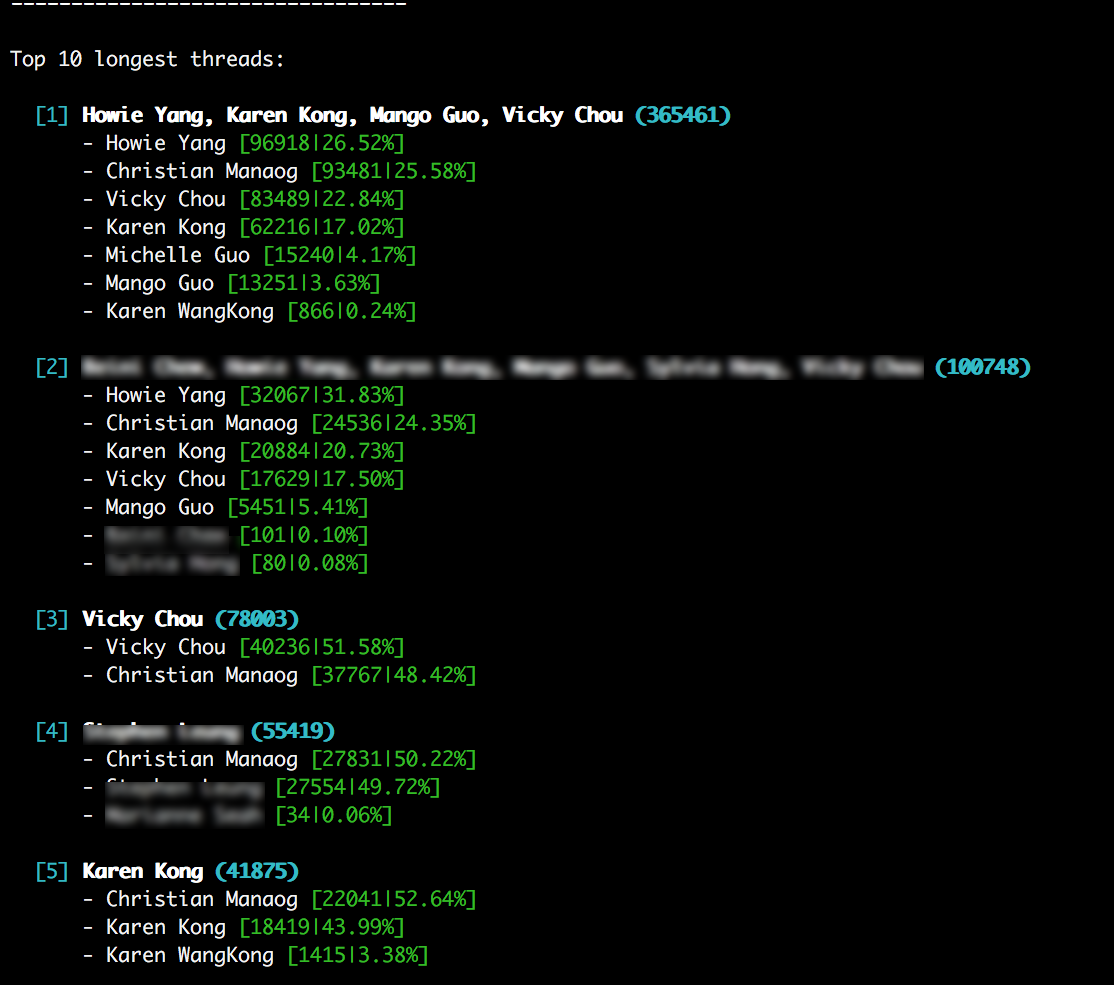 ---------------------------------
Top 10 longest threads:
[1] Howie Yang, Karen Kong, Mango Guo, Vicky Chou (365461)
- Howie Yang [96918|26.52%]
- Christian Manaog [93481|25.58%]
- Vicky Chou [83489|22.84%]
- Karen Kong [62216|17.02%]
- Michelle Guo [15240|4.17%]
- Mango Guo [13251|3.63%]
- Karen WangKong [866|0.24%]
[2] (100748)
- Howie Yang [32067|31.83%]
- Christian Manaog [24536|24.35%]
- Karen Kong [20884|20.73%]
- Vicky Chou [17629|17.50%]
- Mango Guo [5451|5.41%]
- [101|0.10%]
- [80|0.08%]
[3] Vicky Chou (78003)
- Vicky Chou [40236|51.58%]
- Christian Manaog [37767|48.42%]
[4] (55419)
- Christian Manaog [27831|50.22%]
- [27554|49.72%]
- [34|0.06%]
[5] Karen Kong (41875)
- Christian Manaog [22041|52.64%]
- Karen Kong [18419|43.99%]
- Karen WangKong [1415|3.38%]